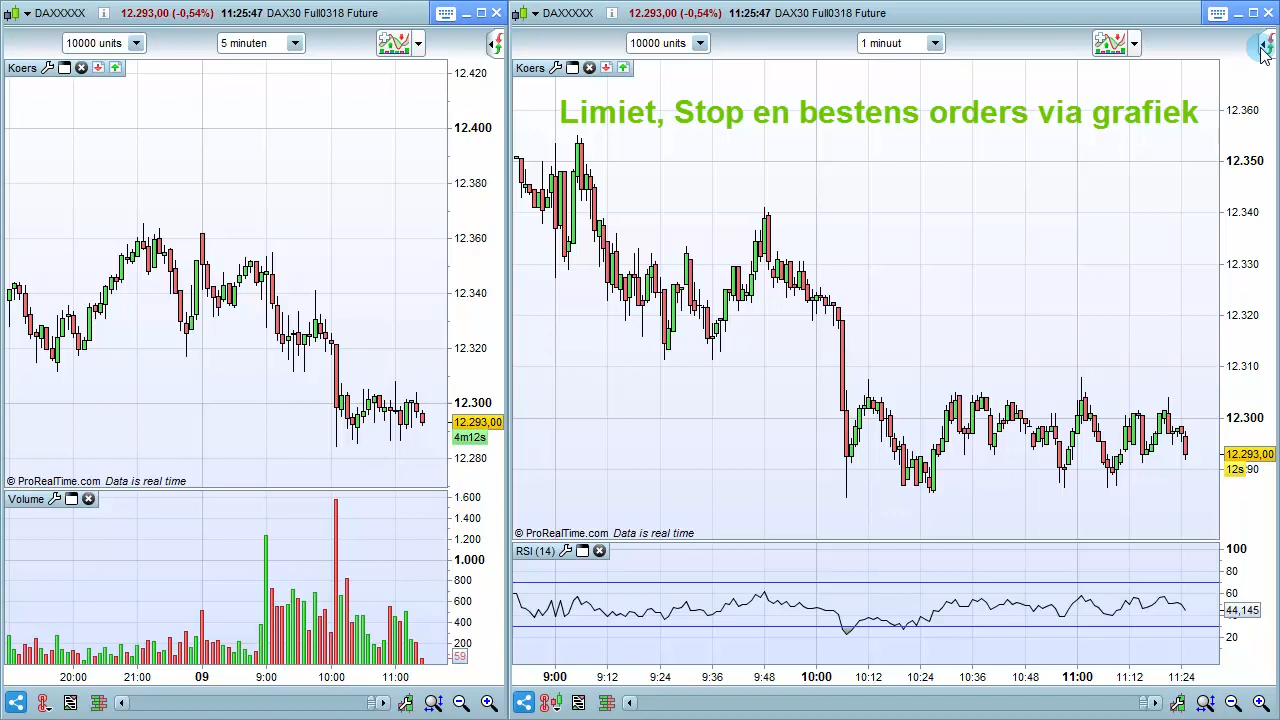 DAXXXXX 12.293,00 (-0,54%) 11:25:47 DAX30 Full0318 Future
10000 units 5 minuten
Koers
12.420
12.400
12.380
12.360
12.340
12.320
12.300
12.293,00
4m12s
12.280
© ProRealTime.com Data is real time
Volume
1.600
1.400
1.200
1.000
800
600
400
200
59
20:00 21:00 09 9:00 10:00 11:00
DAXXXXX 12.293,00 (-0,54%) 11:25:47 DAX30 Full0318 Future
10000 units 1 minuut
Koers
Limiet, Stop en bestens orders via grafiek
12.360
12.350
12.340
12.330
12.320
12.310
12.300
12.293,00
12s 90
© ProRealTime.com Data is real time
RSI (14)
100
80
60
44,145
20
9:00 9:12 9:24 9:36 9:48 10:00 10:12 10:24 10:36 10:48 11:00 11:12 11:24